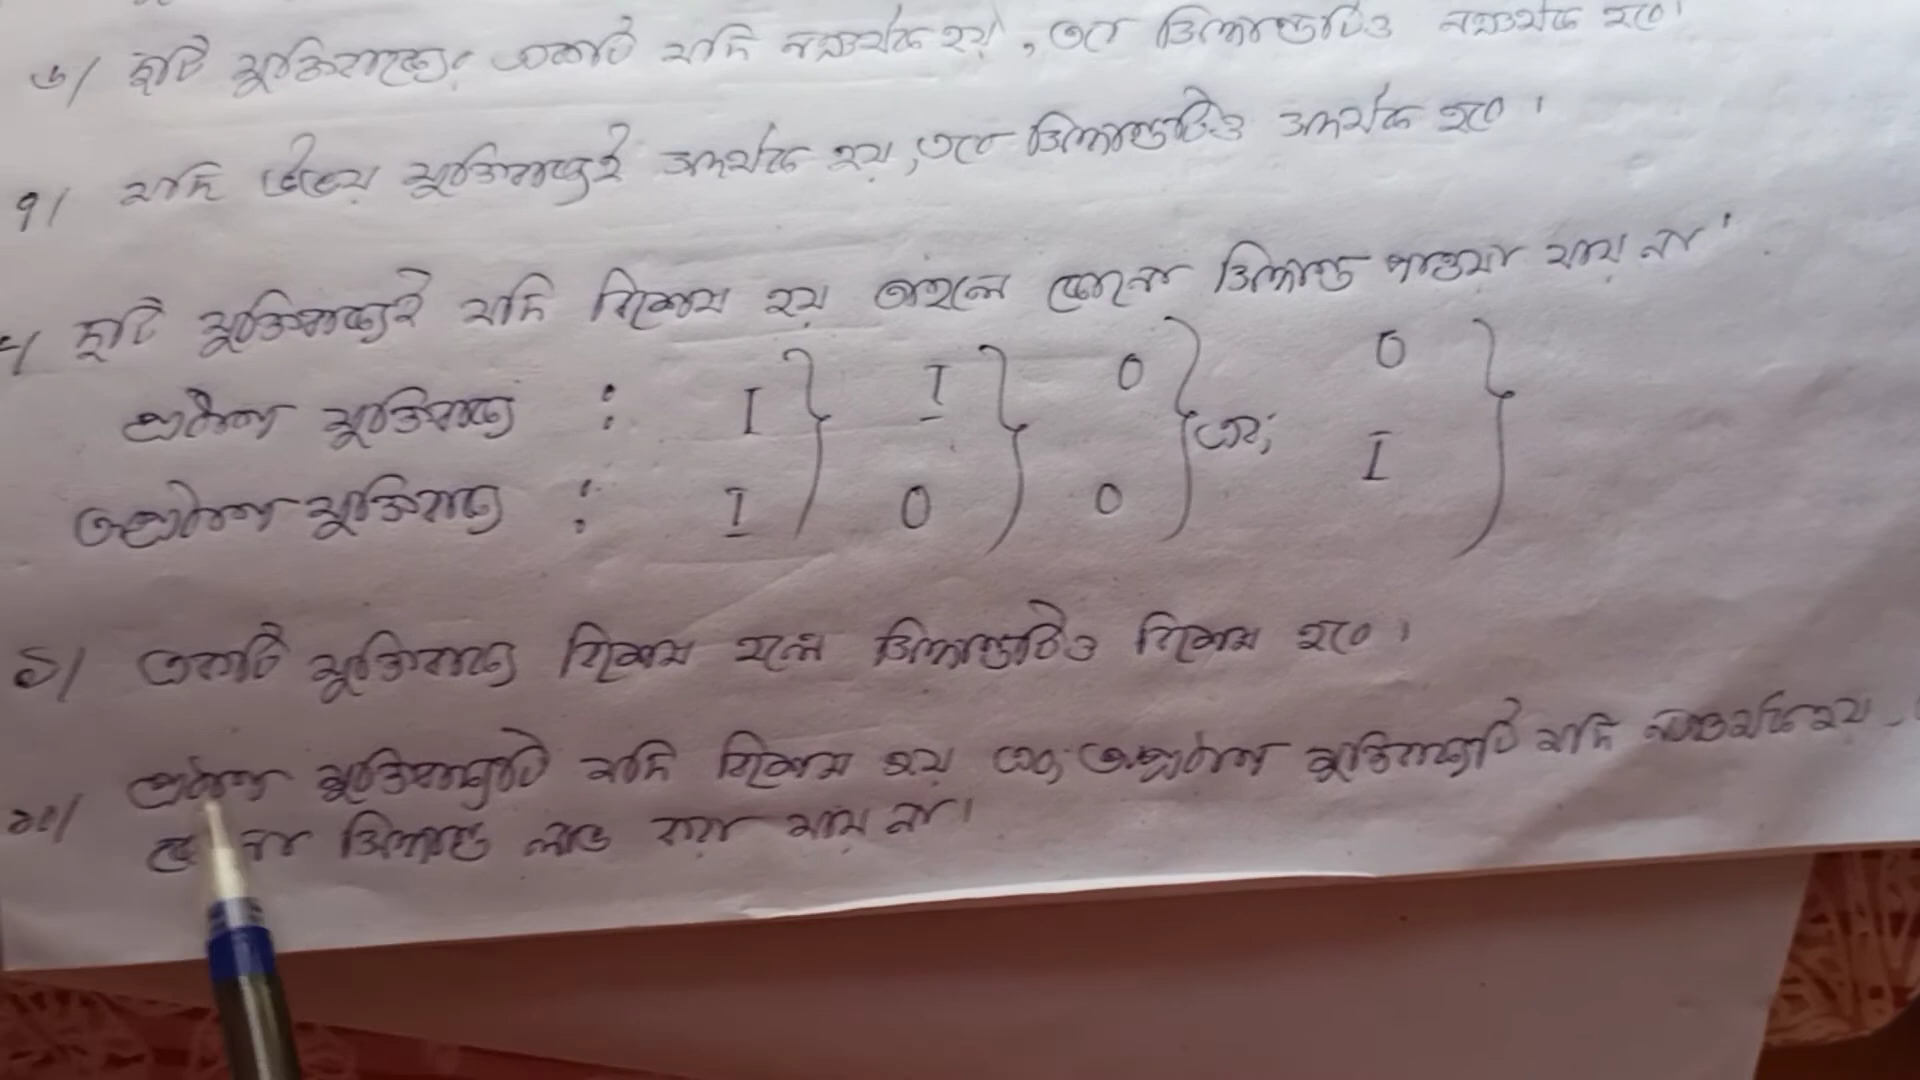 ৬/ দুটি যুক্তিবাক্যের একটি যদি নঞর্থক হয়, তবে সিদ্ধান্তটিও নঞর্থক হবে।
৭/ যদি উভয় যুক্তিবাক্যই সদর্থক হয়, তবে সিদ্ধান্তটিও সদর্থক হবে।
৮/ দুটি যুক্তিবাক্যই যদি বিশেষ হয় তাহলে কোনো সিদ্ধান্ত পাওয়া যায় না।
প্রধান যুক্তিবাক্য : I } I } O } এবং O }
অপ্রধান যুক্তিবাক্য : I O O I
৯/ একটি যুক্তিবাক্য বিশেষ হলে সিদ্ধান্তটিও বিশেষ হবে।
১০/ প্রধান যুক্তিবাক্যটি যদি বিশেষ হয় এবং অপ্রধান যুক্তিবাক্যটি যদি নঞর্থক হয়,
কোনো সিদ্ধান্ত লাভ করা যায় না।